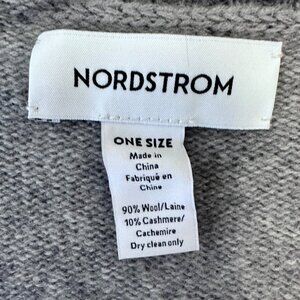 NORDSTROM
ONE SIZE
Made in
China
Fabriqué en
Chine
90% Wool/Laine
10% Cashmere/
Cachemire
Dry clean only